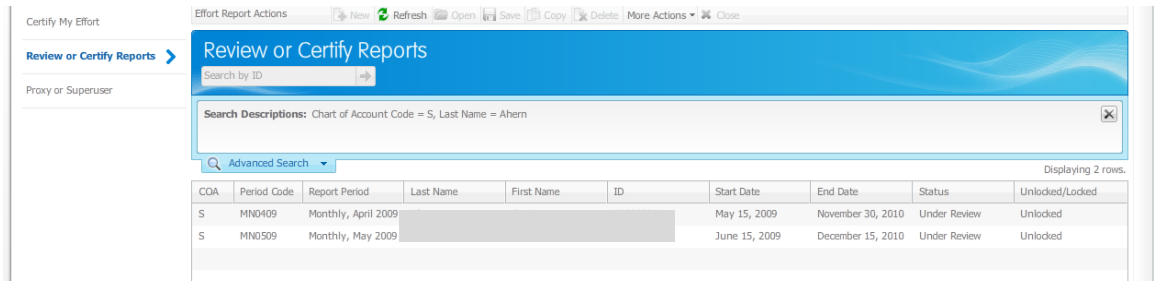 Certify My Effort
Review or Certify Reports
Proxy or Superuser
Effort Report Actions New Refresh Open Save Copy Delete More Actions Close
Review or Certify Reports
Search by ID
Search Descriptions: Chart of Account Code = S, Last Name = Ahern
Advanced Search
Displaying 2 rows.
COA Period Code Report Period Last Name First Name ID Start Date End Date Status Unlocked/Locked
S MN0409 Monthly, April 2009 May 15, 2009 November 30, 2010 Under Review Unlocked
S MN0509 Monthly, May 2009 June 15, 2009 December 15, 2010 Under Review Unlocked